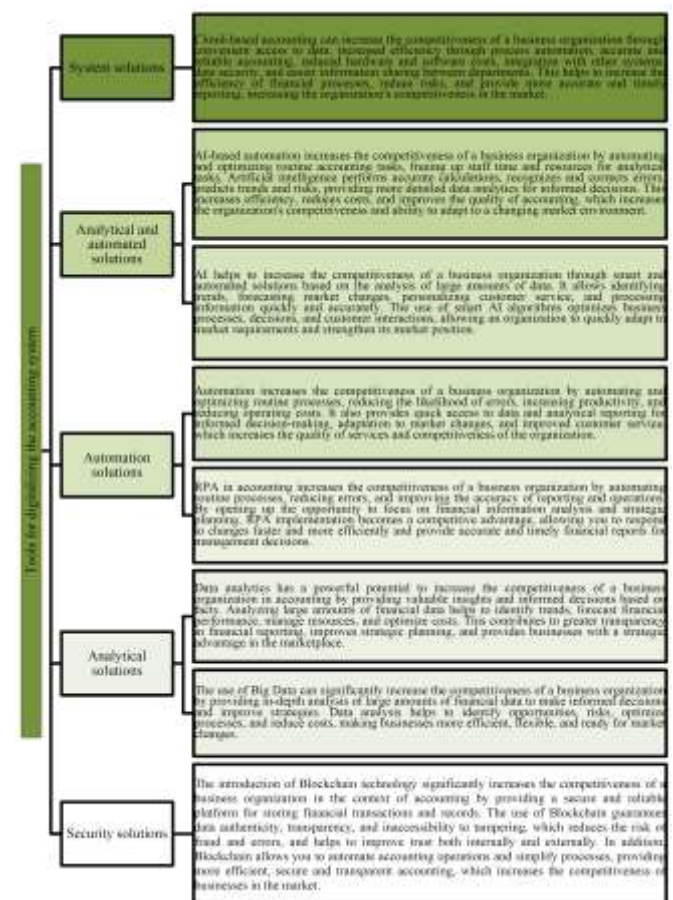 Tools for digitalising the accounting system
System solutions
Cloud-based accounting can increase the competitiveness of a business organization through
convenient access to data, increased efficiency through process automation, accurate and
reliable accounting, reduced hardware and software costs, integration with other systems,
data security, and easier information sharing between departments. This helps to increase the
efficiency of financial processes, reduce risks, and provide more accurate and timely
reporting, increasing the organization's competitiveness in the market.
Analytical and
automated
solutions
AI-based automation increases the competitiveness of a business organization by automating
and optimizing routine accounting tasks, freeing up staff time and resources for analytical
tasks. Artificial intelligence performs accurate calculations, recognizes and corrects errors,
predicts trends and risks, providing more detailed data analytics for informed decisions. This
increases efficiency, reduces costs, and improves the quality of accounting, which increases
the organization's competitiveness and ability to adapt to a changing market environment.
AI helps to increase the competitiveness of a business organization through smart and
automated solutions based on the analysis of large amounts of data. It allows identifying
trends, forecasting market changes, personalizing customer service, and processing
information quickly and accurately. The use of smart AI algorithms optimizes business
processes, decisions, and customer interactions, allowing an organization to quickly adapt to
market requirements and strengthen its market position.
Automation
solutions
Automation increases the competitiveness of a business organization by automating and
optimizing routine processes, reducing the likelihood of errors, increasing productivity, and
reducing operating costs. It also provides quick access to data and analytical reporting for
informed decision-making, adaptation to market changes, and improved customer service,
which increases the quality of services and competitiveness of the organization.
RPA in accounting increases the competitiveness of a business organization by automating
routine processes, reducing errors, and improving the accuracy of reporting and operations.
By opening up the opportunity to focus on financial information analysis and strategic
planning, RPA implementation becomes a competitive advantage, allowing you to respond
to changes faster and more efficiently and provide accurate and timely financial reports for
management decisions.
Analytical
solutions
Data analytics has a powerful potential to increase the competitiveness of a business
organization in accounting by providing valuable insights and informed decisions based on
facts. Analyzing large amounts of financial data helps to identify trends, forecast financial
performance, manage resources, and optimize costs. This contributes to greater transparency
in financial reporting, improves strategic planning, and provides businesses with a strategic
advantage in the marketplace.
The use of Big Data can significantly increase the competitiveness of a business organization
by providing in-depth analysis of large amounts of financial data to make informed decisions
and improve strategies. Data analysis helps to identify opportunities, risks, optimize
processes, and reduce costs, making businesses more efficient, flexible, and ready for market
changes.
Security solutions
The introduction of Blockchain technology significantly increases the competitiveness of a
business organization in the context of accounting by providing a secure and reliable
platform for storing financial transactions and records. The use of Blockchain guarantees
data authenticity, transparency, and inaccessibility to tampering, which reduces the risk of
fraud and errors, and helps to improve trust both internally and externally. In addition,
Blockchain allows you to automate accounting operations and simplify processes, providing
more efficient, secure and transparent accounting, which increases the competitiveness of
businesses in the market.